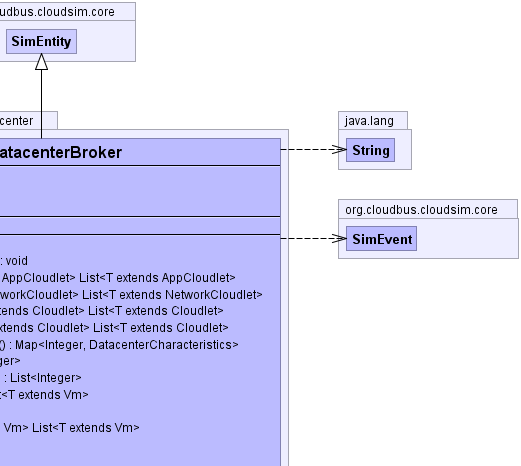 udbus.cloudsim.core
SimEntity
center
java.lang
String
atacenterBroker
org.cloudbus.cloudsim.core
SimEvent
: void
AppCloudlet> List<T extends AppCloudlet>
workCloudlet> List<T extends NetworkCloudlet>
tends Cloudlet> List<T extends Cloudlet>
xtends Cloudlet> List<T extends Cloudlet>
() : Map<Integer, DatacenterCharacteristics>
ger>
: List<Integer>
t<T extends Vm>
Vm> List<T extends Vm>